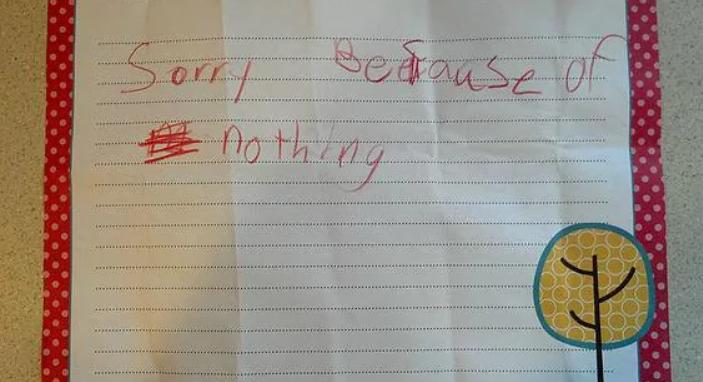 Sorry Because of
nothing